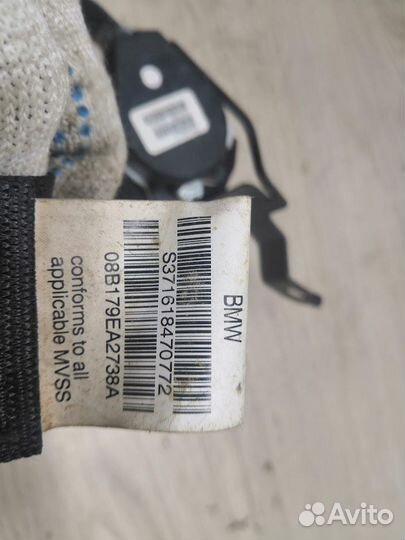 BMW
S371618470772
08B179EA2738A
conforms to all
applicable MVSS
Avito